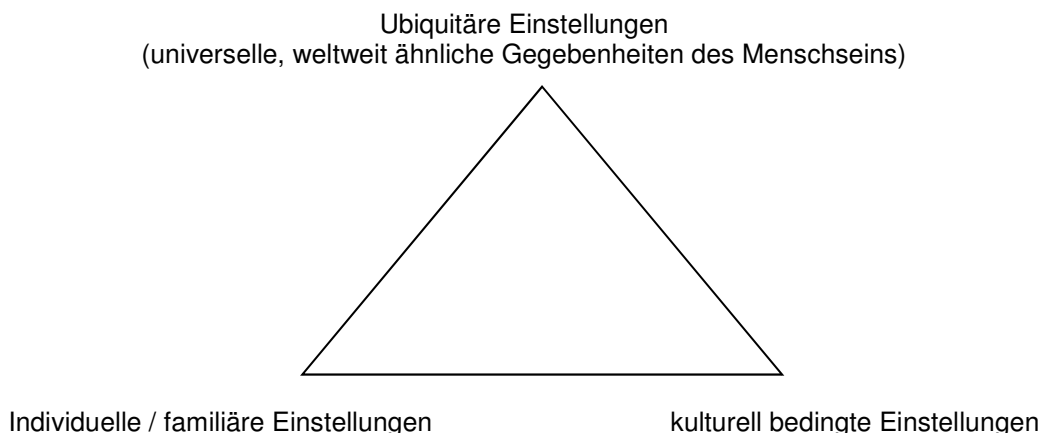 Ubiquitäre Einstellungen
(universelle, weltweit ähnliche Gegebenheiten des Menschseins)
Individuelle / familiäre Einstellungen
kulturell bedingte Einstellungen